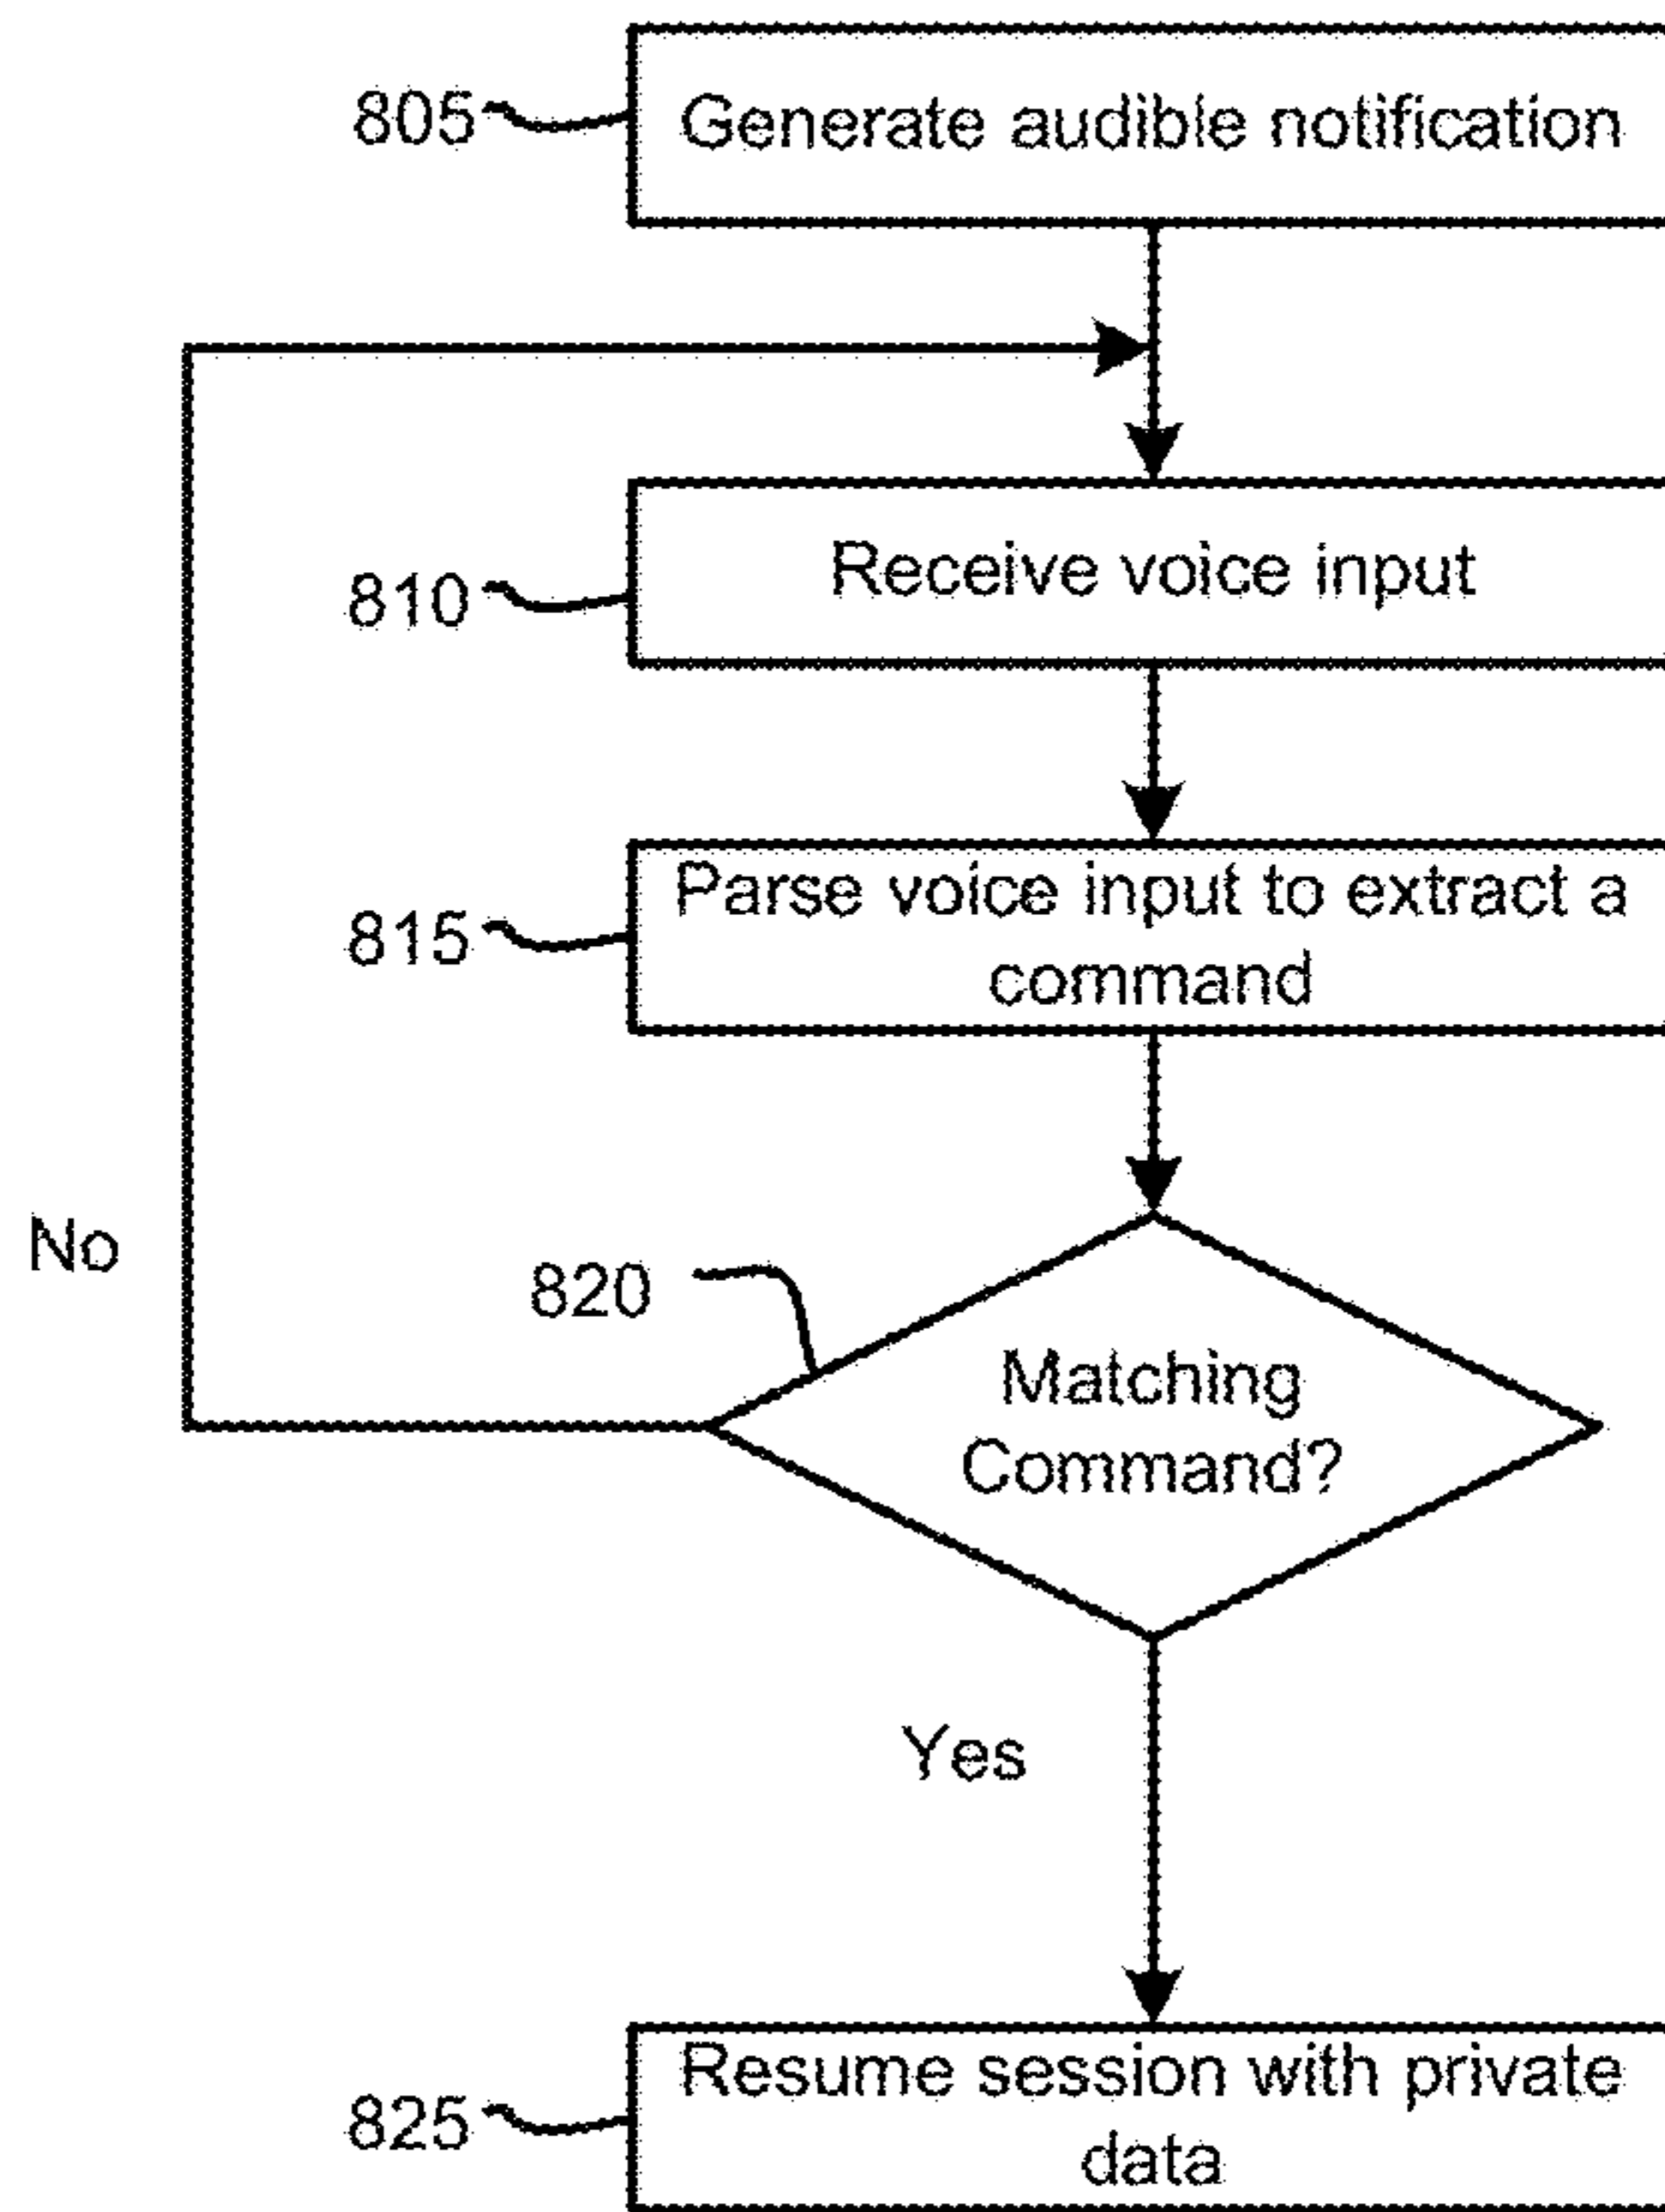 805
Generate audible notification
Receive voice input
810
Parse voice input to extract a
815
command
No
820
Matching
Command?
Yes
Resume session with private
825
data